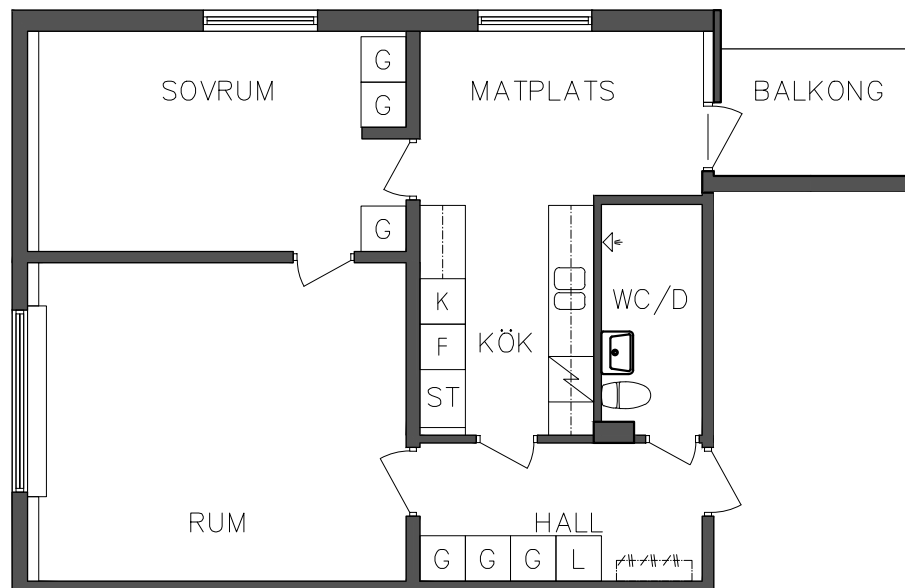 G
SOVRUM
MATPLATS
BALKONG
G
G
K
WC/D
F
KÖK
ST
RUM
HALL
G G G L